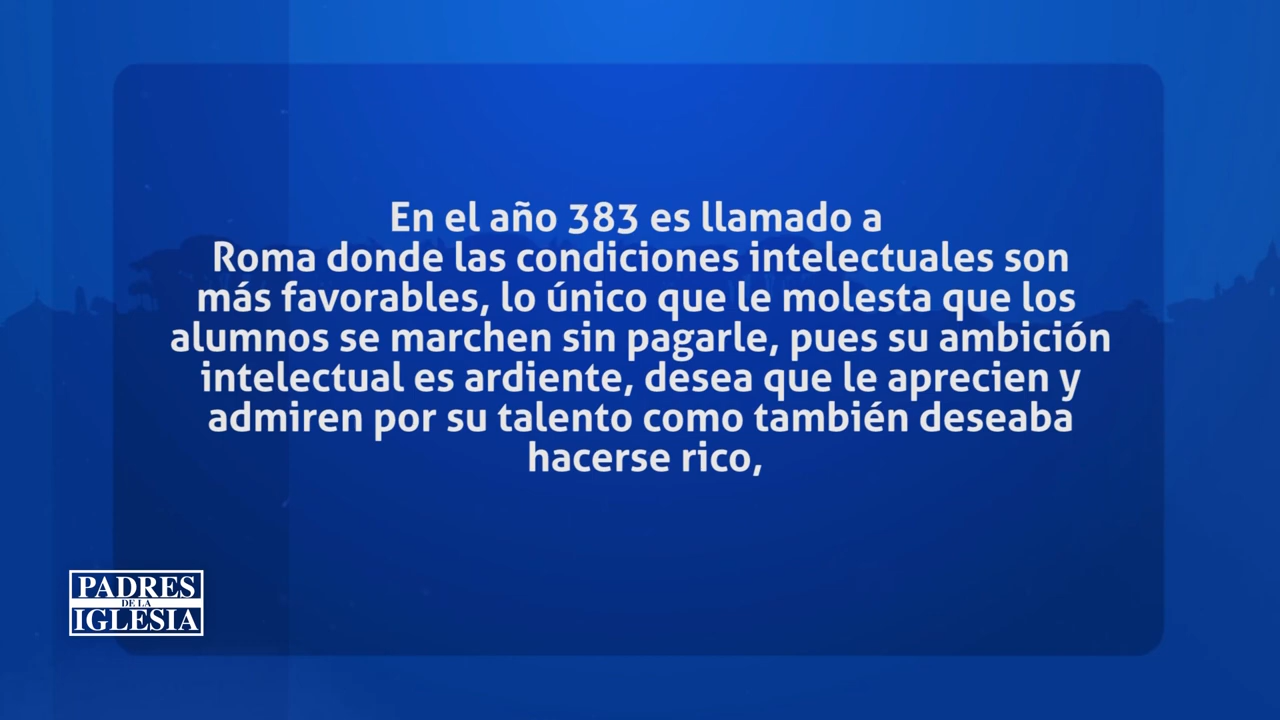 En el año 383 es llamado a
Roma donde las condiciones intelectuales son
más favorables, lo único que le molesta que los
alumnos se marchen sin pagarle, pues su ambición
intelectual es ardiente, desea que le aprecien y
admiren por su talento como también deseaba
hacerse rico,
PADRES
DE LA
IGLESIA